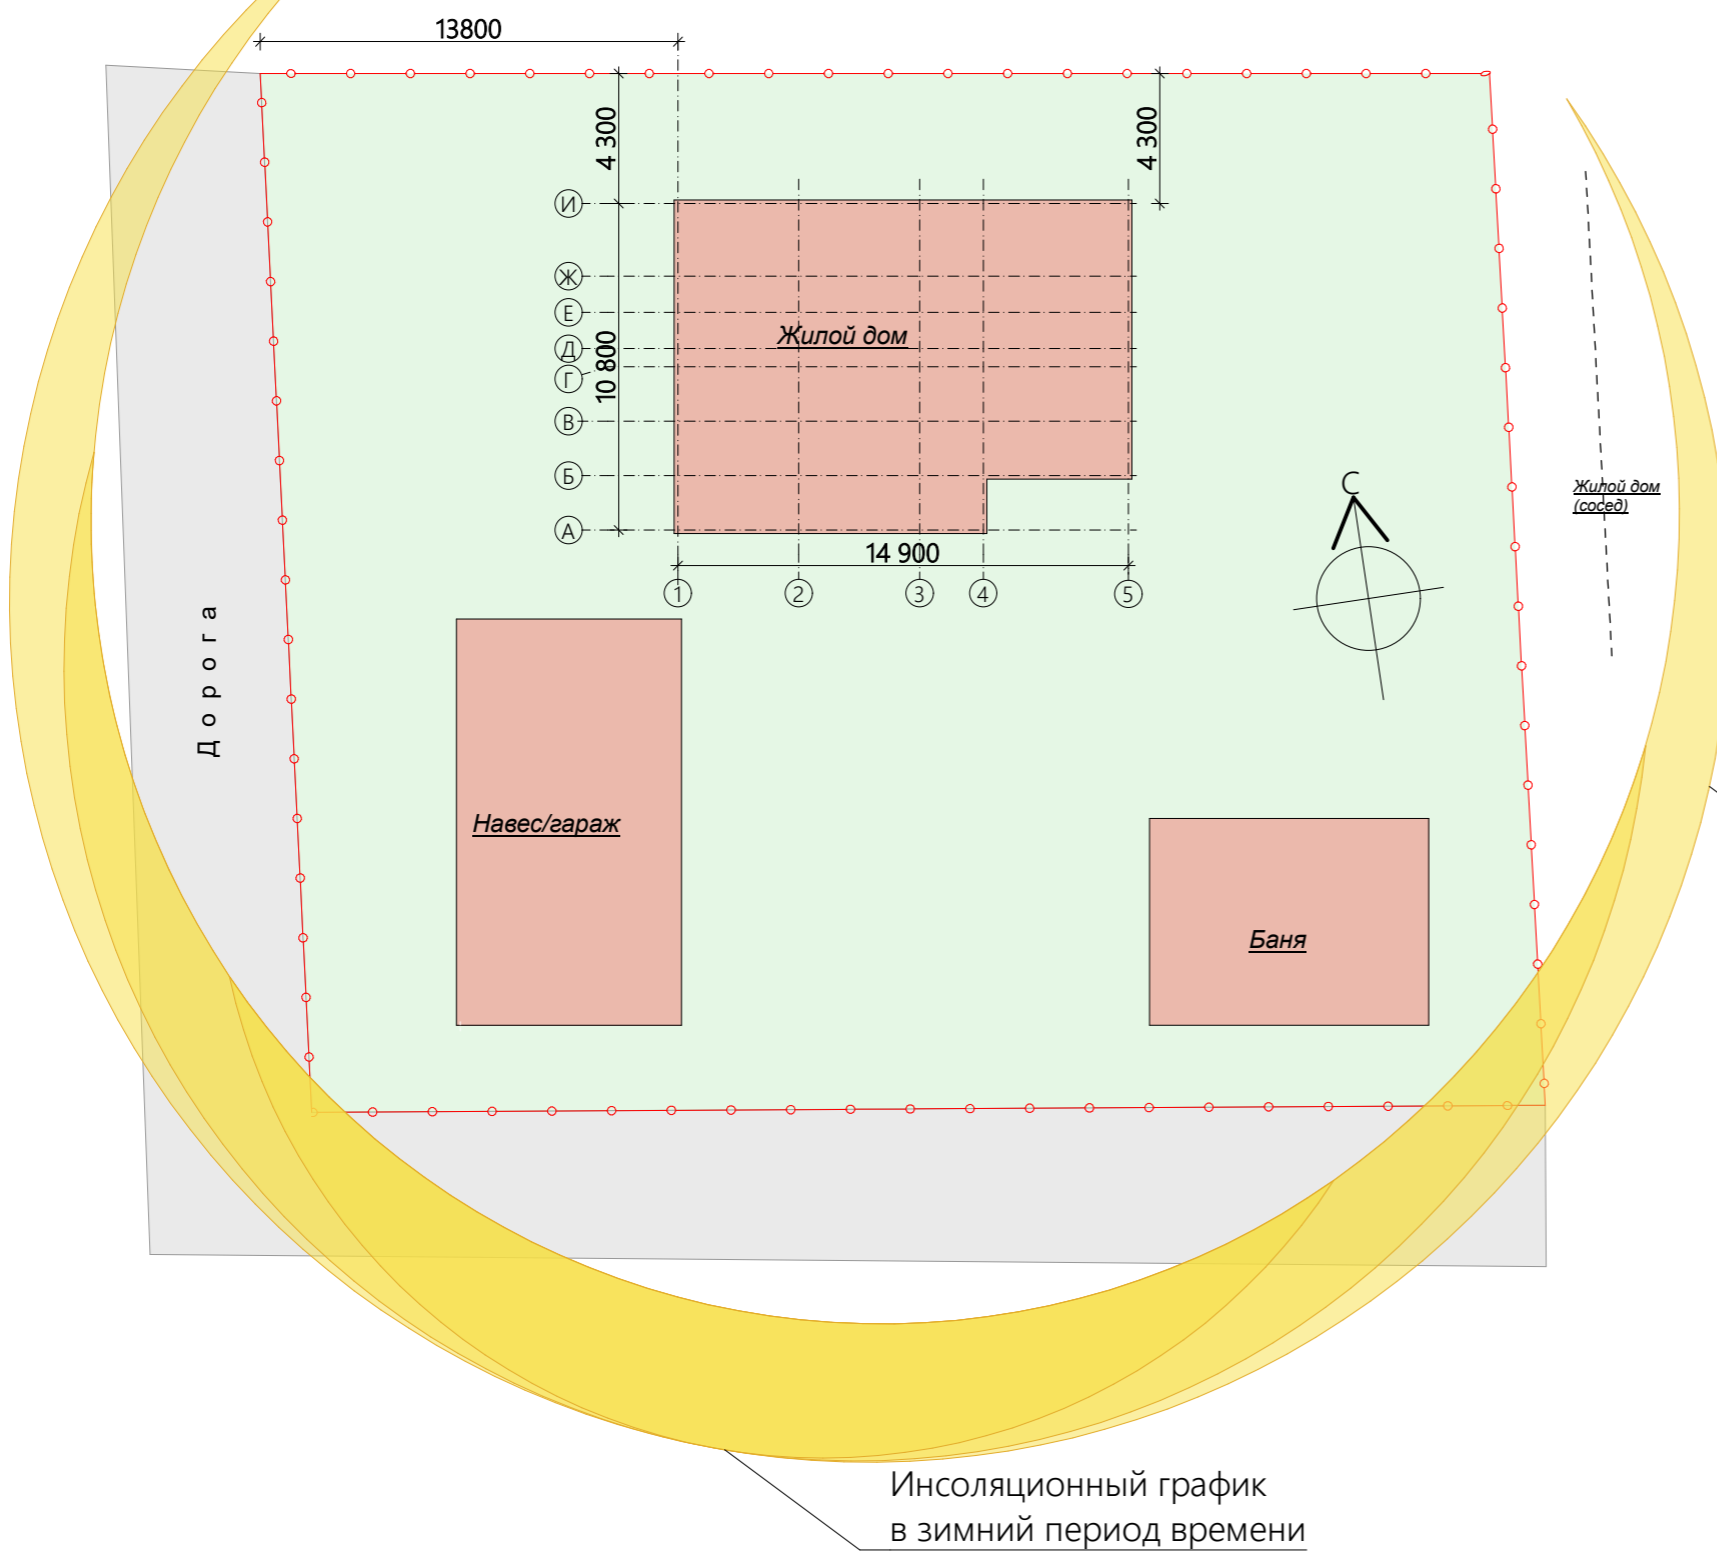 13800
4 300
4 300
И
Ж
Е
Жилой дом
Д
10 800
Г
В
Б
С
Жилой дом
(сосед)
А
14 900
1
2
3
4
5
Дорога
Навес/гараж
Баня
Инсоляционный график
в зимний период времени